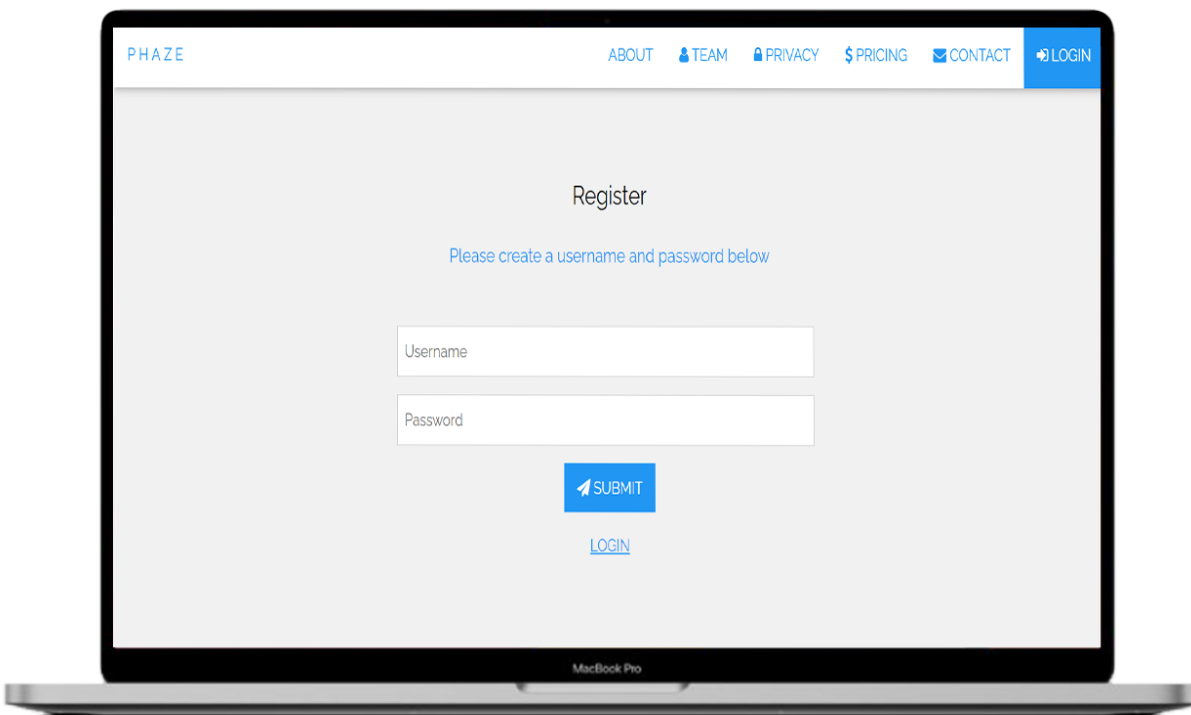 PHAZE ABOUT TEAM PRIVACY $ PRICING CONTACT LOGIN
Register
Please create a username and password below
Username
Password
SUBMIT
LOGIN
MacBook Pro